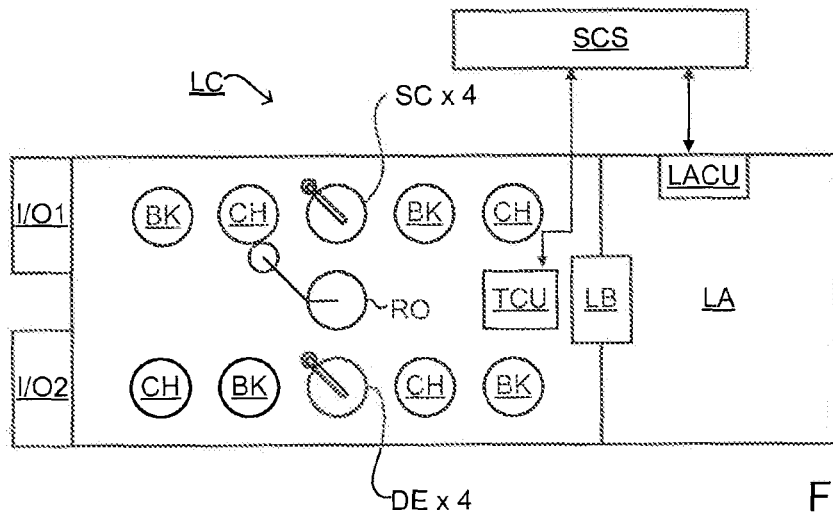 SCS
LC
SC x 4
LACU
I/O1
BK
CH
BK
CH
RO
TCU
LB
LA
I/O2
CH
BK
CH
BK
DE x 4
F